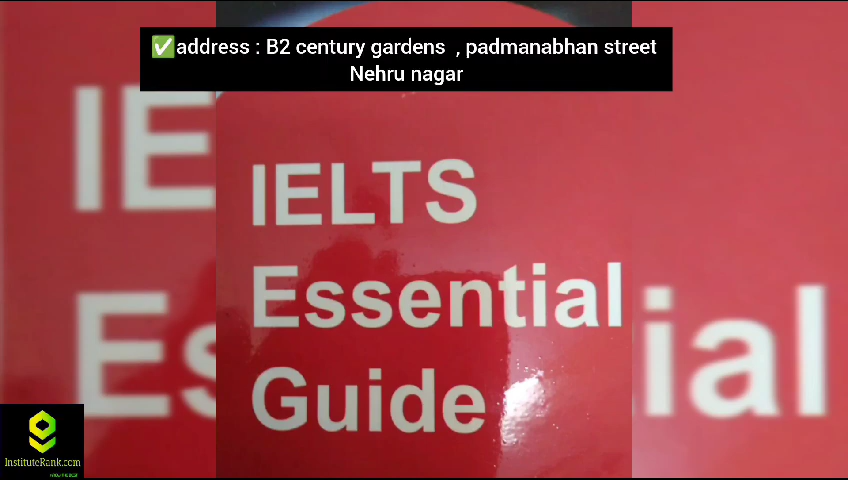 ✅address : B2 century gardens , padmanabhan street
Nehru nagar
IELTS
Essential
Guide
InstituteRank.com